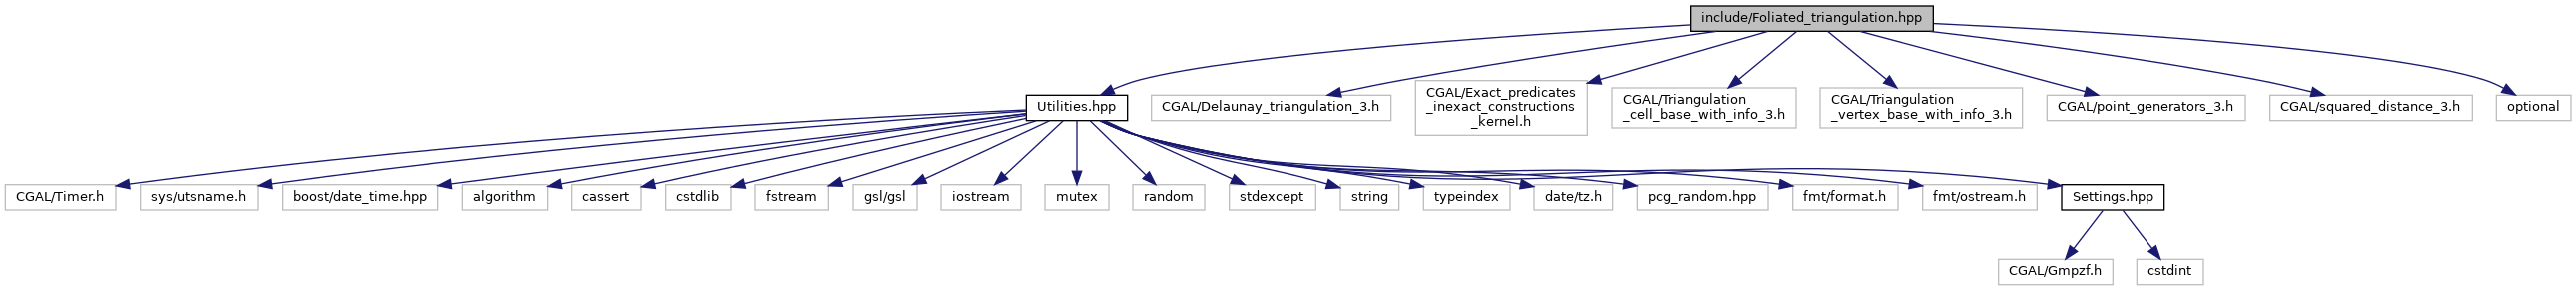 include/Foliated_triangulation.hpp
Utilities.hpp
CGAL/Delaunay_triangulation_3.h
CGAL/Exact_predicates
_inexact_constructions
_kernel.h
CGAL/Triangulation
_cell_base_with_info_3.h
CGAL/Triangulation
_vertex_base_with_info_3.h
CGAL/point_generators_3.h
CGAL/squared_distance_3.h
optional
CGAL/Timer.h
sys/utsname.h
boost/date_time.hpp
algorithm
cassert
cstdlib
fstream
gsl/gsl
iostream
mutex
random
stdexcept
string
typeindex
date/tz.h
pcg_random.hpp
fmt/format.h
fmt/ostream.h
Settings.hpp
CGAL/Gmpzf.h
cstdint